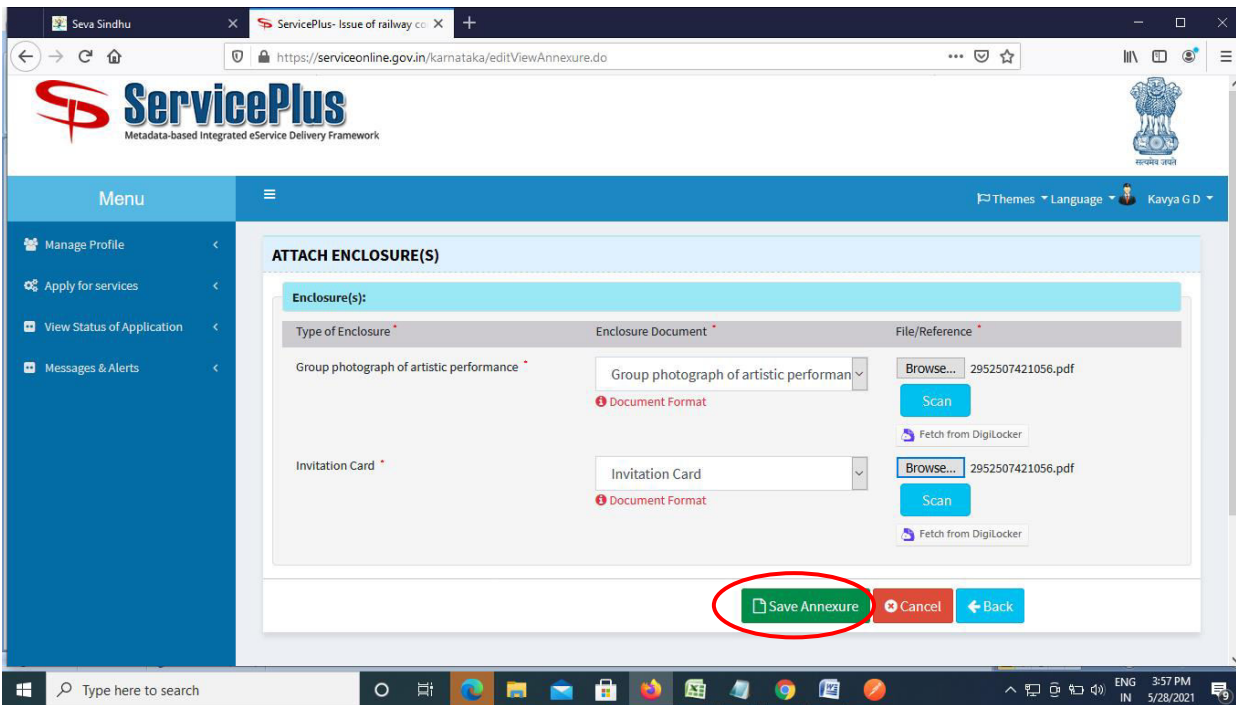 Seva Sindhu
ServicePlus- Issue of railway co
https://serviceonline.gov.in/karnataka/editViewAnnexure.do
ServicePlus
Metadata-based Integrated eService Delivery Framework
सत्यमेव जयते
Menu
Themes Language Kavya G D
Manage Profile
Apply for services
View Status of Application
Messages & Alerts
ATTACH ENCLOSURE(S)
Enclosure(s):
Type of Enclosure * Enclosure Document * File/Reference *
Group photograph of artistic performance * Group photograph of artistic performan Browse... 2952507421056.pdf
Document Format
Scan
Fetch from DigiLocker
Invitation Card * Invitation Card Browse... 2952507421056.pdf
Document Format
Scan
Fetch from DigiLocker
Save Annexure Cancel Back
Type here to search
ENG 3:57 PM
IN 5/28/2021
9